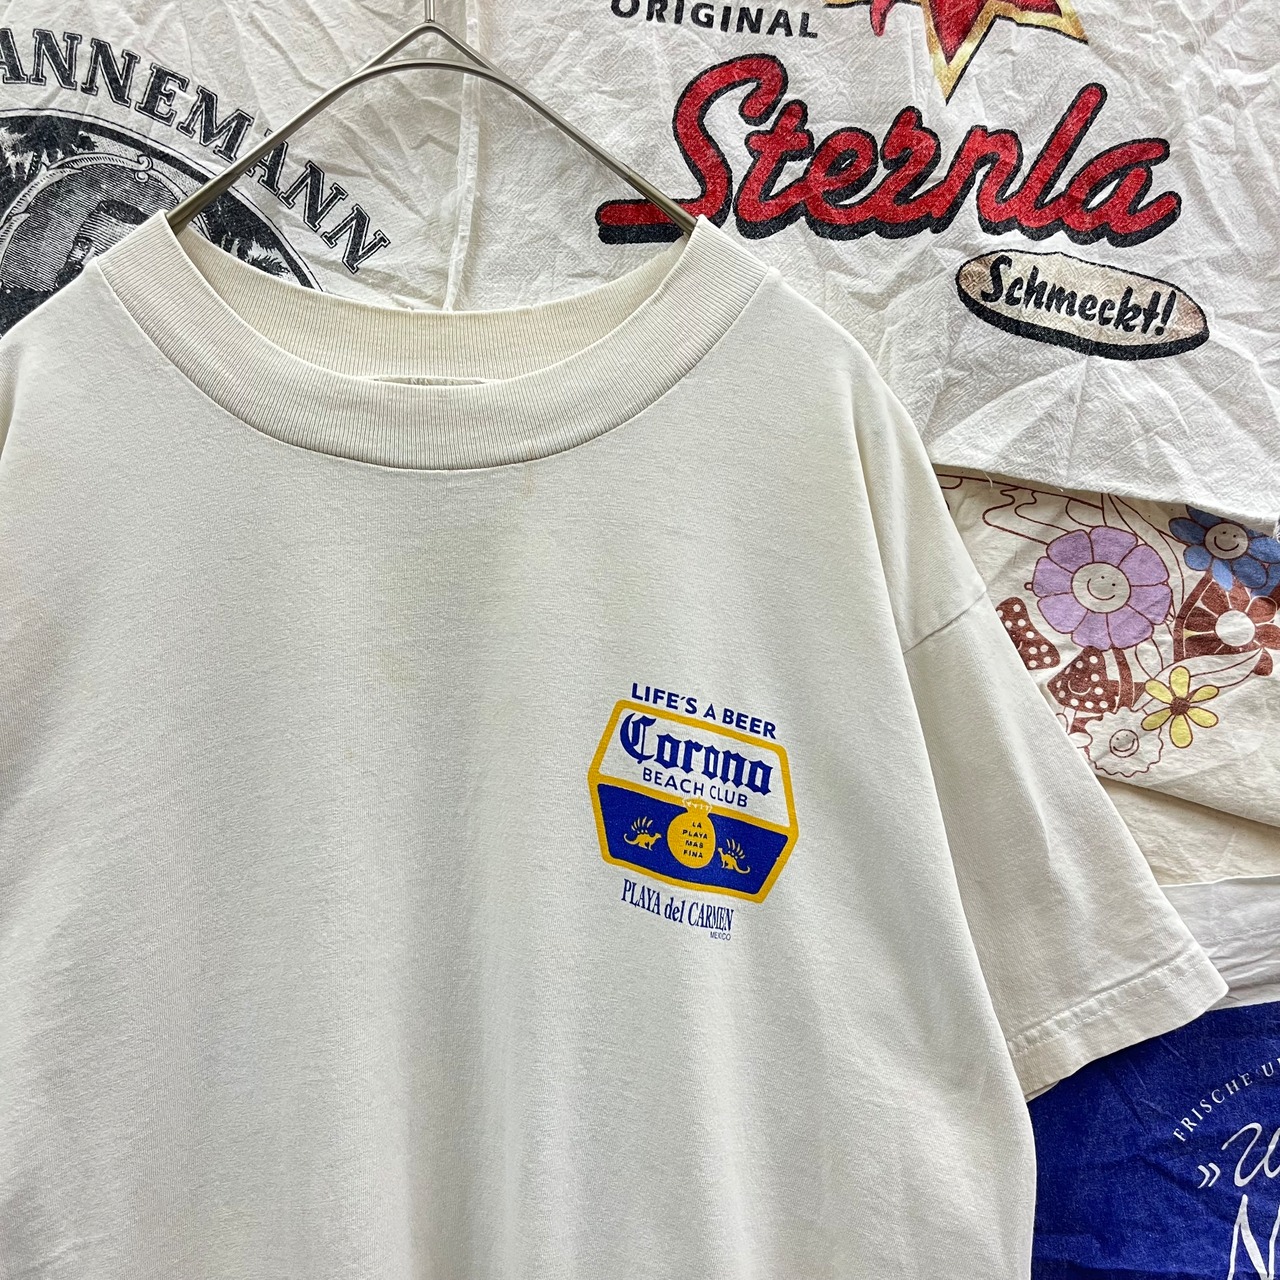 ANNEMANN
ORIGINAL
Sternla
Schmeckt!
LIFE'S A BEER
Corona
BEACH CLUB
LA
PLAYA
MAS
FINA
PLAYA del CARMEN
MEXICO
FRISCHE
»